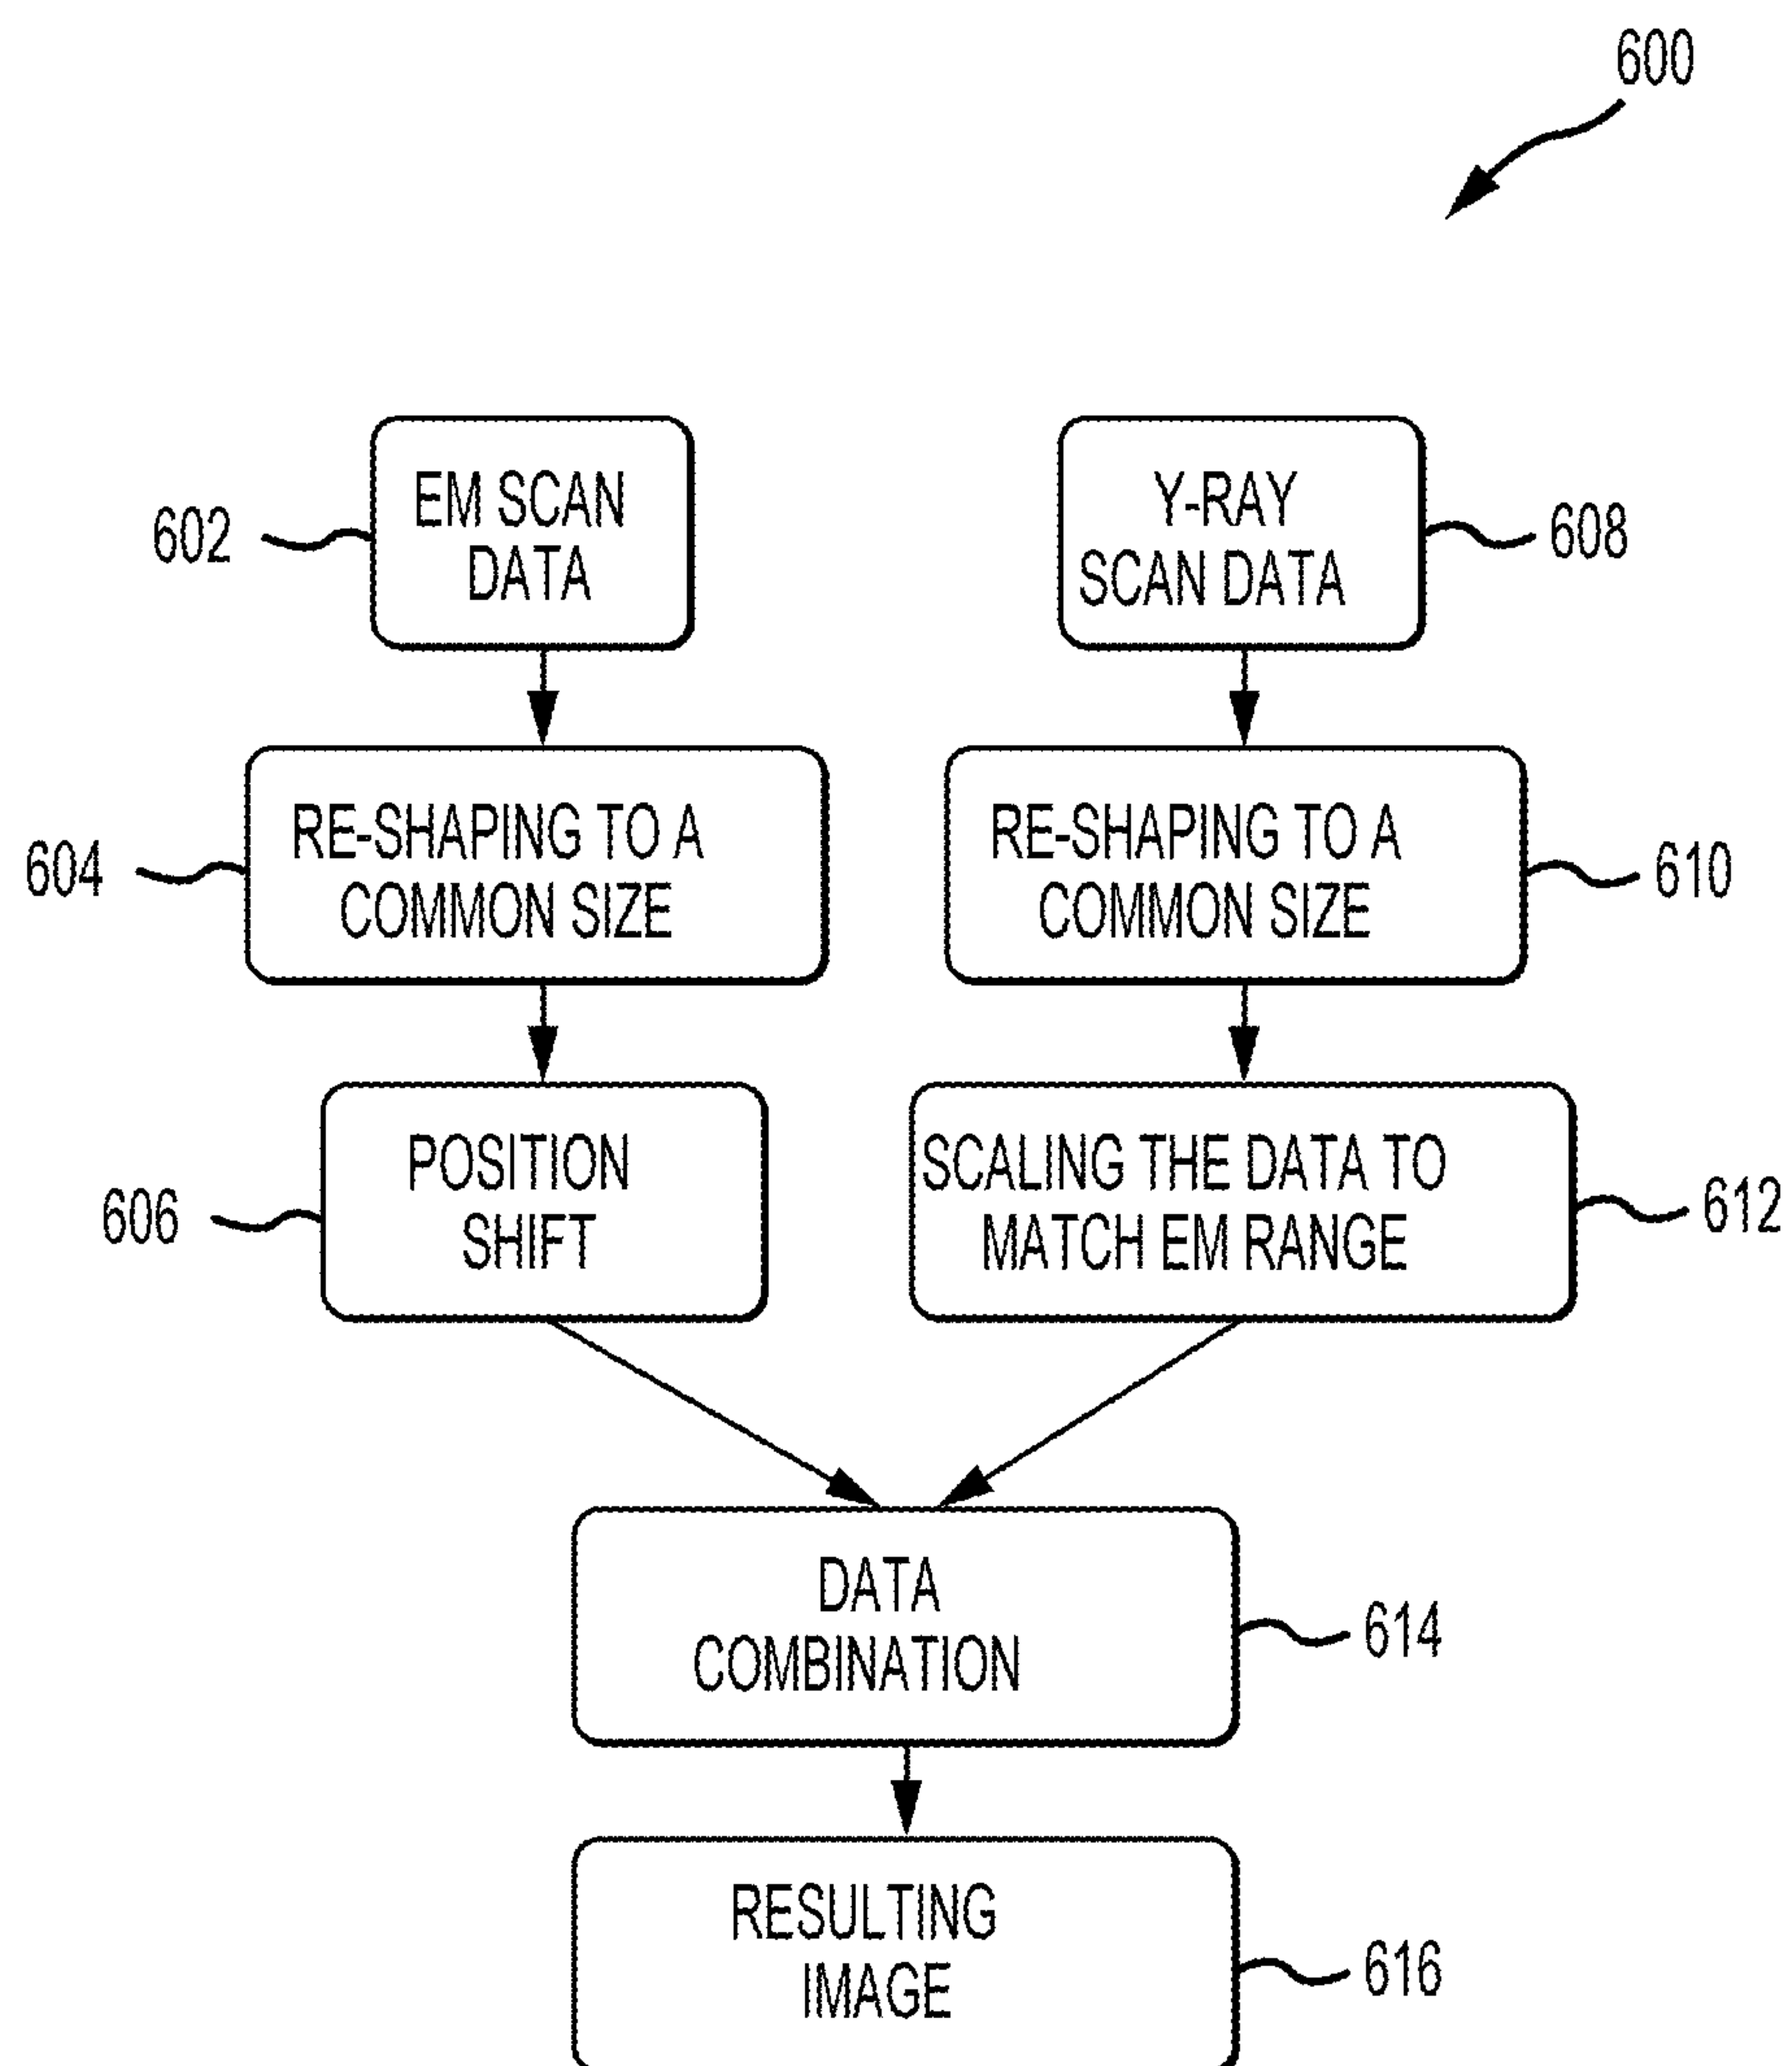 600
EM SCAN
DATA
602
Y-RAY
SCAN DATA
608
RE-SHAPING TO A
COMMON SIZE
604
RE-SHAPING TO A
COMMON SIZE
610
POSITION
SHIFT
606
SCALING THE DATA TO
MATCH EM RANGE
612
DATA
COMBINATION
614
RESULTING
IMAGE
616